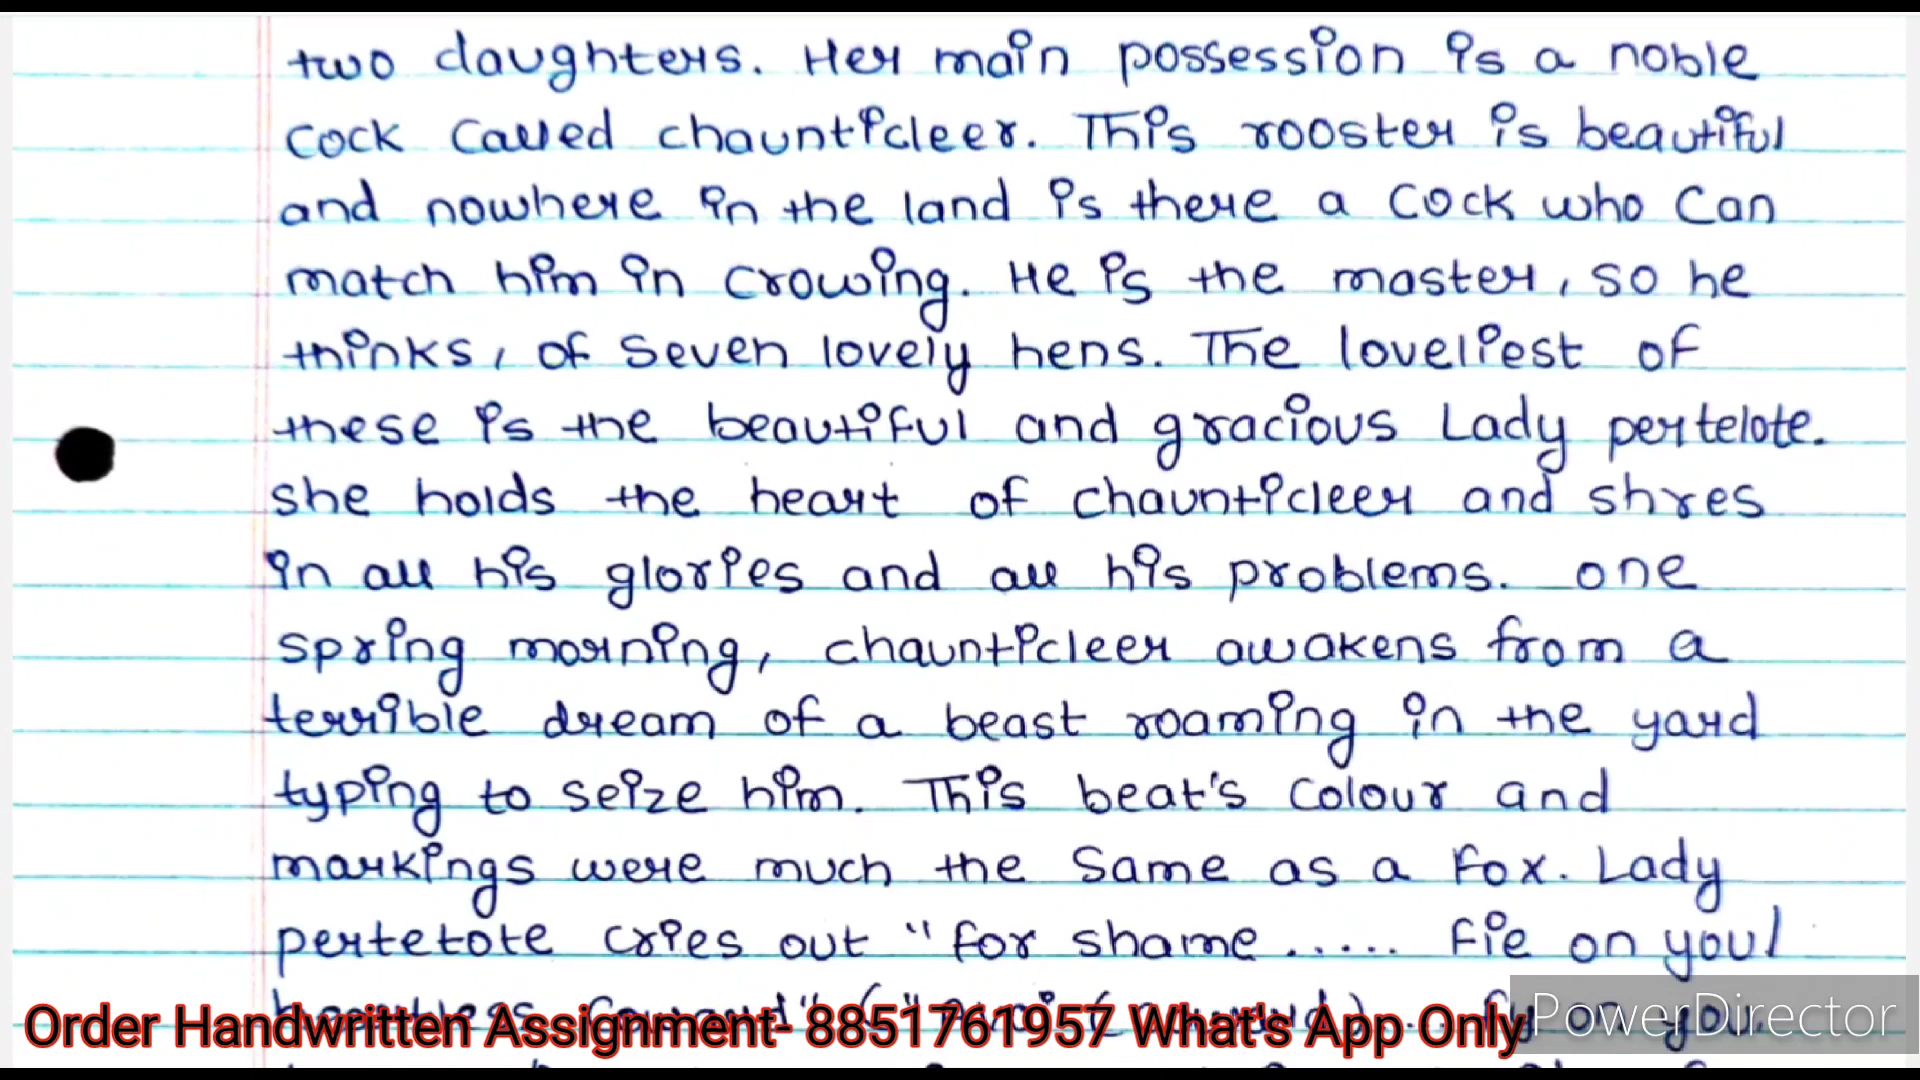 two daughters. Her main possession is a noble
cock called chaunticleer. This rooster is beautiful
and nowhere in the land is there a cock who can
match him in crowing. He is the master, so he
thinks, of seven lovely hens. The loveliest of
these is the beautiful and gracious Lady pertelote.
she holds the heart of chaunticleer and shres
in all his glories and all his problems. one
spring morning, chaunticleer awakens from a
terrible dream of a beast roaming in the yard
typing to seize him. This beat's colour and
markings were much the same as a fox. Lady
pertetote cries out "for shame ..... fie on you!
fy on you
Order Handwritten Assignment- 8851761957 What's App Only
PowerDirector